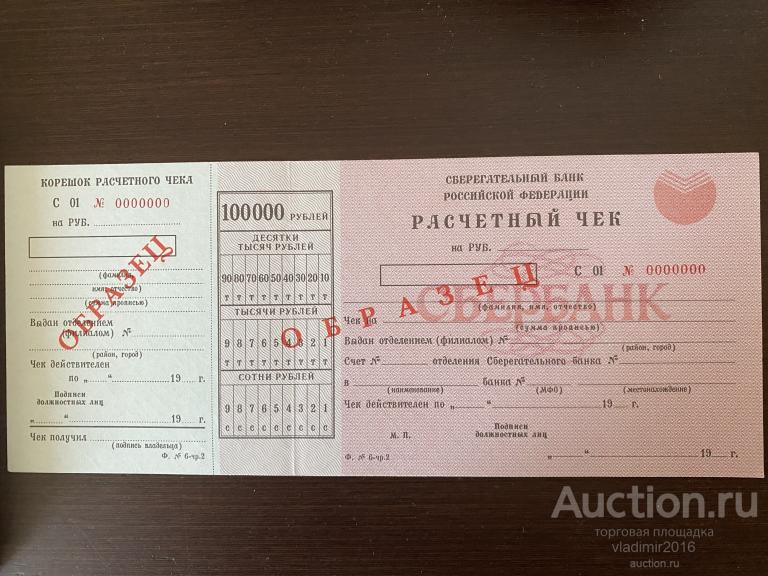 КОРЕШОК РАСЧЕТНОГО ЧЕКА
С 01 № 0000000
на РУБ.
(фамилия,
имя, отчество)
(сумма прописью)
Выдан отделением
(филиалом) №
(район, город)
Чек действителен
по „ “ 19 г.
Подписи
должностных лиц
„ “ 19 г.
Чек получил
(подпись владельца)
Ф. № 6-чр.2
ОБРАЗЕЦ
100000 РУБЛЕЙ
ДЕСЯТКИ
ТЫСЯЧ РУБЛЕЙ
90 80 70 60 50 40 30 20 10
т т т т т т т т т
ТЫСЯЧИ РУБЛЕЙ
9 8 7 6 5 4 3 2 1
т т т т т т т т т
СОТНИ РУБЛЕЙ
9 8 7 6 5 4 3 2 1
с с с с с с с с с
СБЕРЕГАТЕЛЬНЫЙ БАНК
РОССИЙСКОЙ ФЕДЕРАЦИИ
РАСЧЕТНЫЙ ЧЕК
на РУБ.
С 01 № 0000000
СБЕРБАНК
ОБРАЗЕЦ
(фамилия, имя, отчество)
Чек на
(сумма прописью)
Выдан отделением (филиалом) №
(район, город)
Счет № отделения Сберегательного банка №
в банка №
(наименование) (МФО) (местонахождение)
Чек действителен по „ “ 19 г.
М. П.
Подписи
должностных лиц
„ “ 19 г.
Ф. № 6-чр.2
Auction.ru
торговая площадка
vladimir2016
auction.ru